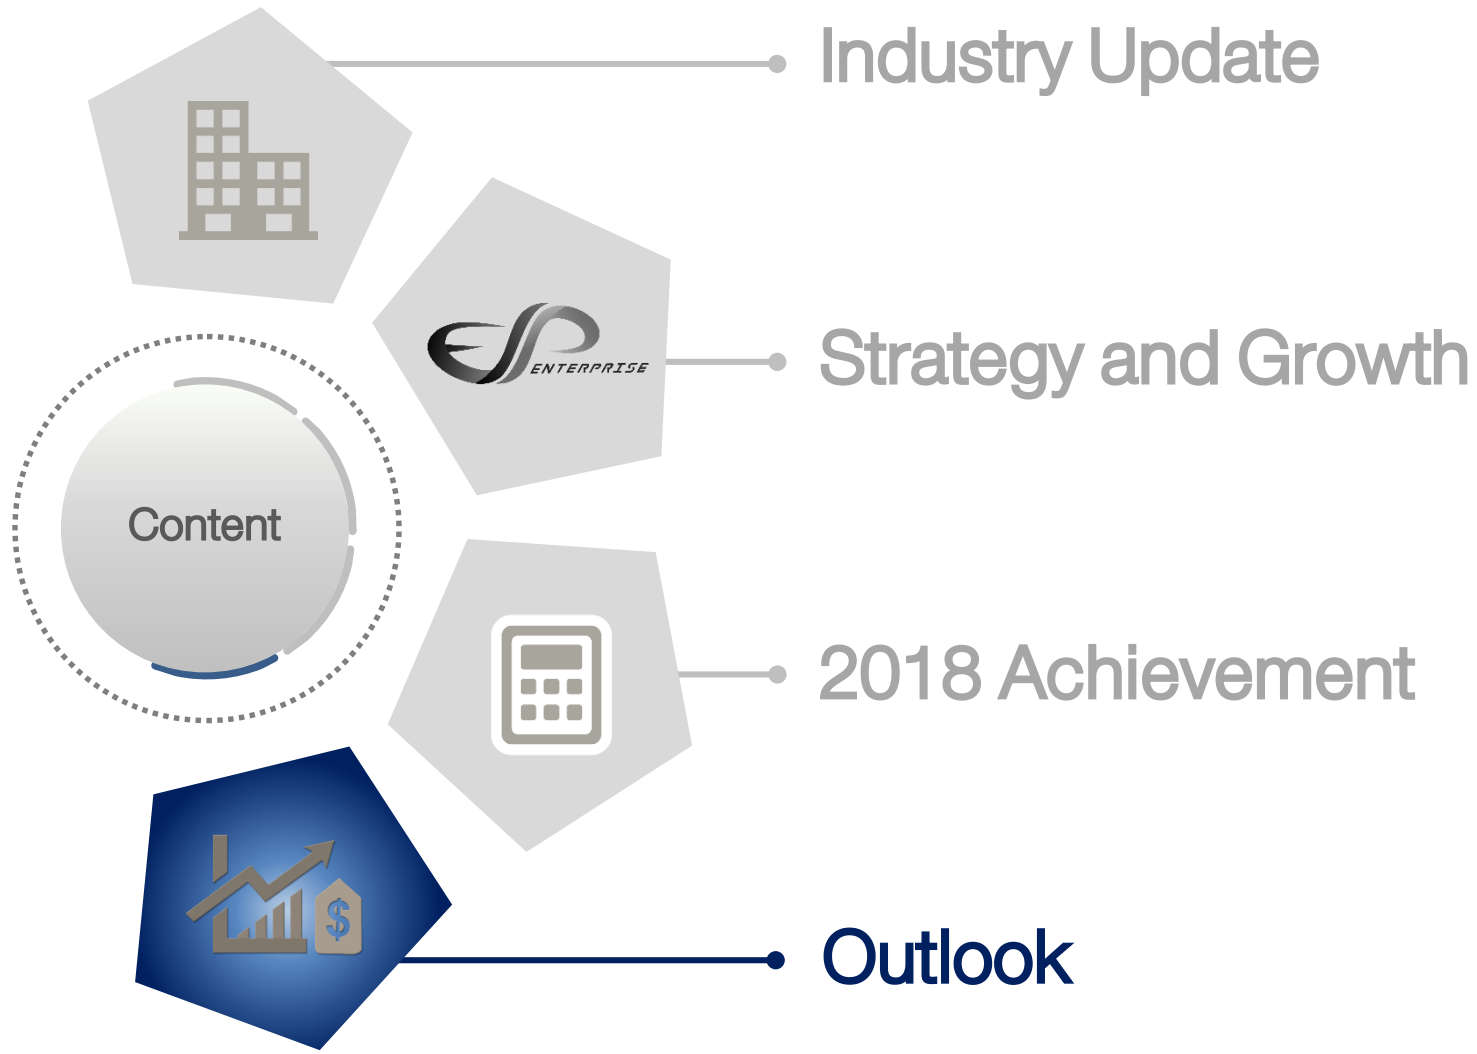 Industry Update
ENTERPRISE
Strategy and Growth
Content
2018 Achievement
$
Outlook